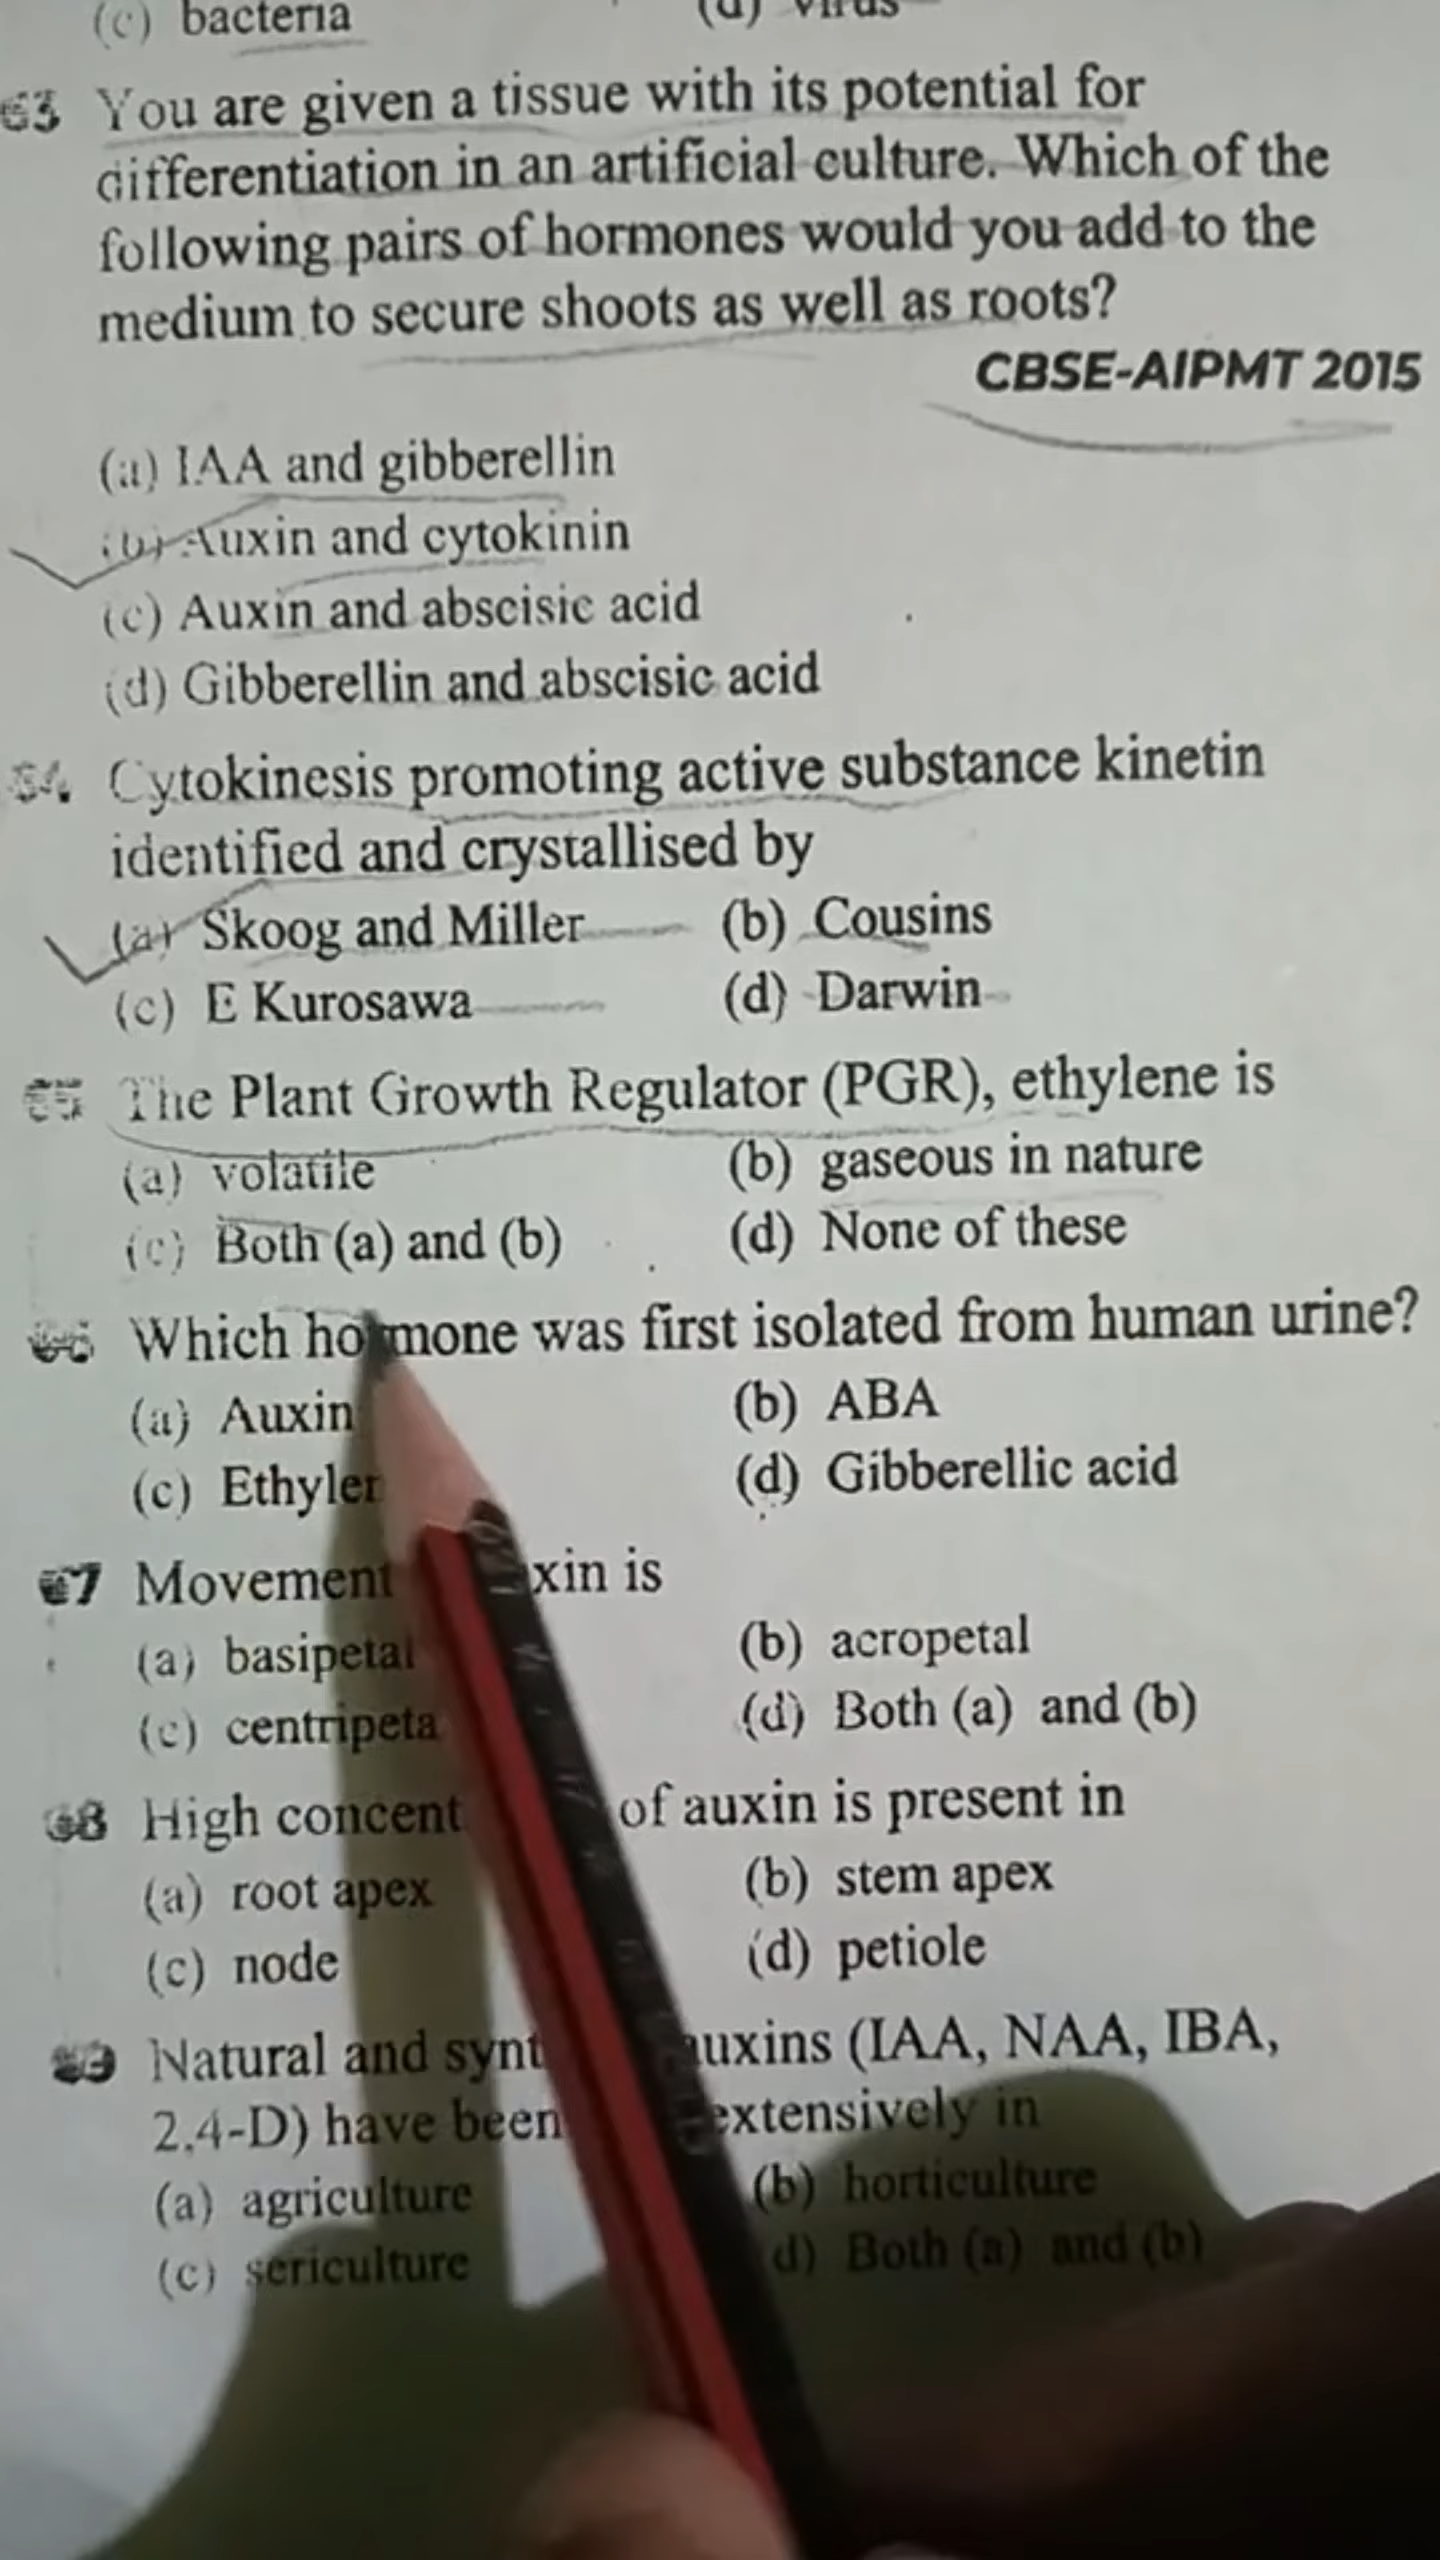 (c) bacteria (d) virus
63 You are given a tissue with its potential for
differentiation in an artificial culture. Which of the
following pairs of hormones would you add to the
medium to secure shoots as well as roots?
CBSE-AIPMT 2015
(a) IAA and gibberellin
(b) Auxin and cytokinin
(c) Auxin and abscisic acid
(d) Gibberellin and abscisic acid
64. Cytokinesis promoting active substance kinetin
identified and crystallised by
(a) Skoog and Miller (b) Cousins
(c) E Kurosawa (d) Darwin
65 The Plant Growth Regulator (PGR), ethylene is
(a) volatile (b) gaseous in nature
(c) Both (a) and (b) (d) None of these
66 Which hormone was first isolated from human urine?
(a) Auxin (b) ABA
(c) Ethylen (d) Gibberellic acid
67 Movement xin is
(a) basipetal (b) acropetal
(c) centripeta (d) Both (a) and (b)
68 High concent of auxin is present in
(a) root apex (b) stem apex
(c) node (d) petiole
69 Natural and synt auxins (IAA, NAA, IBA,
2,4-D) have been extensively in
(a) agriculture (b) horticulture
(c) sericulture d) Both (a) and (b)